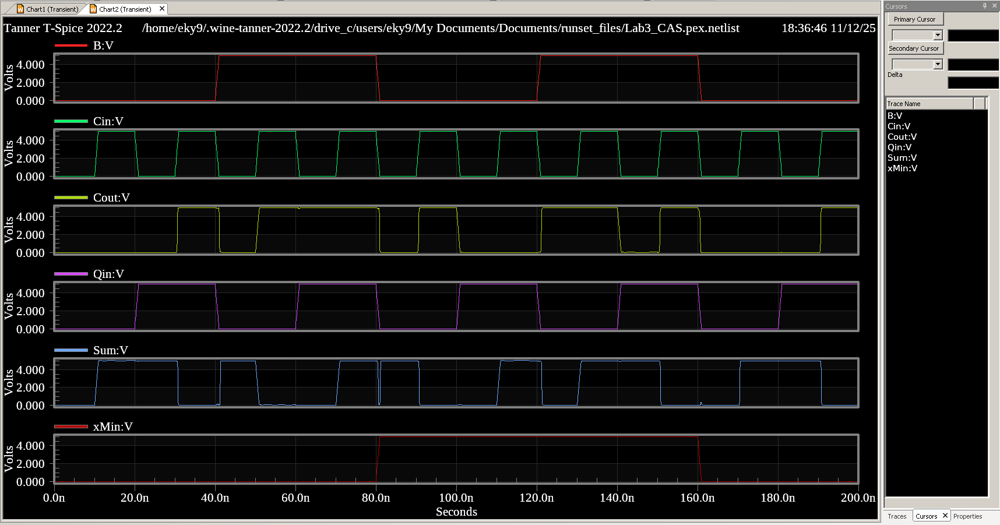 Chart1 (Transient) Chart2 (Transient)
Cursors
Tanner T-Spice 2022.2 /home/eky9/.wine-tanner-2022.2/drive_c/users/eky9/My Documents/Documents/runset_files/Lab3_CAS.pex.netlist 18:36:46 11/12/25
B:V
Volts
4.000
2.000
0.000
Cin:V
Volts
4.000
2.000
0.000
Cout:V
Volts
4.000
2.000
0.000
Qin:V
Volts
4.000
2.000
0.000
Sum:V
Volts
4.000
2.000
0.000
xMin:V
Volts
4.000
2.000
0.000
0.0n 20.0n 40.0n 60.0n 80.0n 100.0n 120.0n 140.0n 160.0n 180.0n 200.0n
Seconds
Primary Cursor
Secondary Cursor
Delta
Trace Name
B:V
Cin:V
Cout:V
Qin:V
Sum:V
xMin:V
Traces Cursors Properties